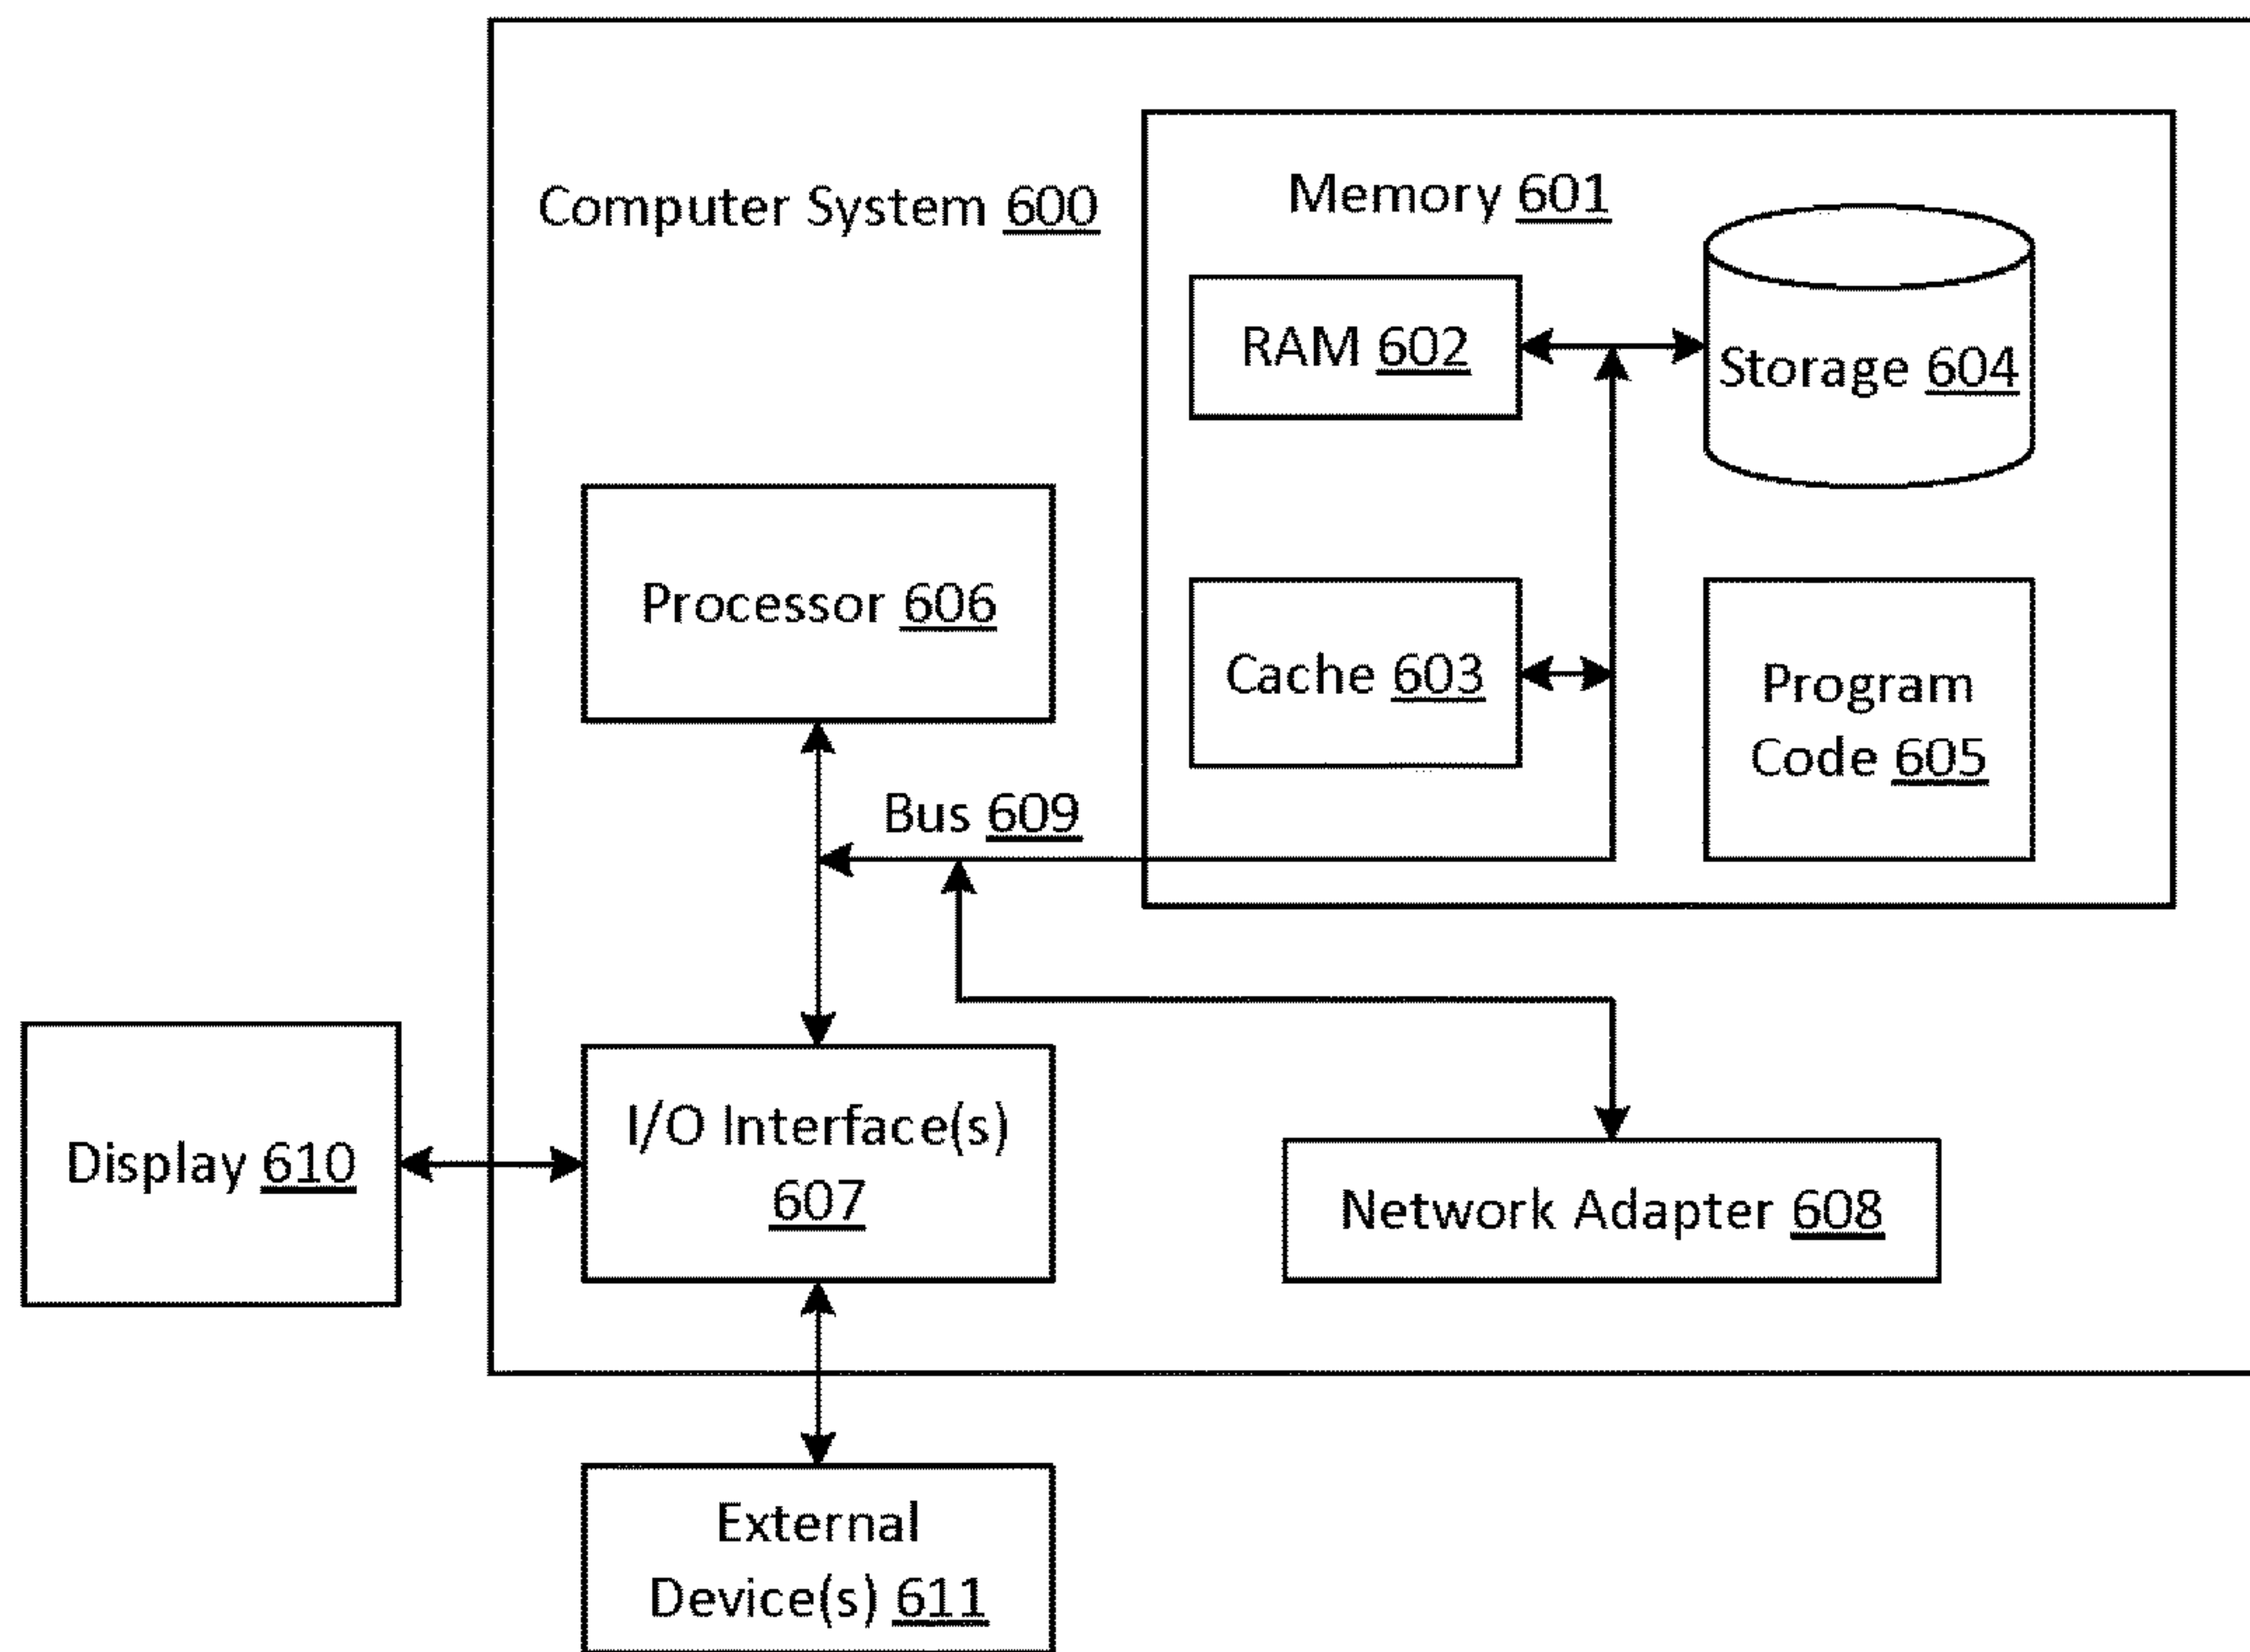 Computer System 600
Memory 601
RAM 602
Storage 604
Processor 606
Cache 603
Program
Code 605
Bus 609
Display 610
I/O Interface(s)
607
Network Adapter 608
External
Device(s) 611